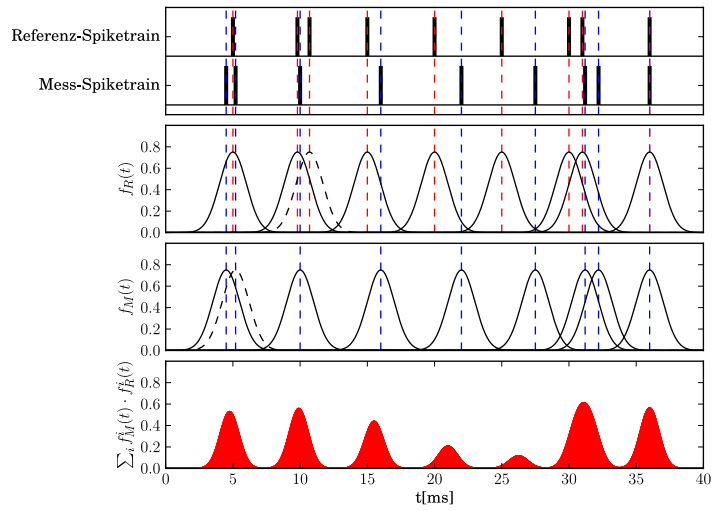 Referenz-Spiketrain
Mess-Spiketrain
f_R(t)
0.8
0.6
0.4
0.2
0.0
f_M(t)
0.8
0.6
0.4
0.2
0.0
∑_i f_M^i(t) · f_R^i(t)
0.8
0.6
0.4
0.2
0.0
0 5 10 15 20 25 30 35 40
t[ms]